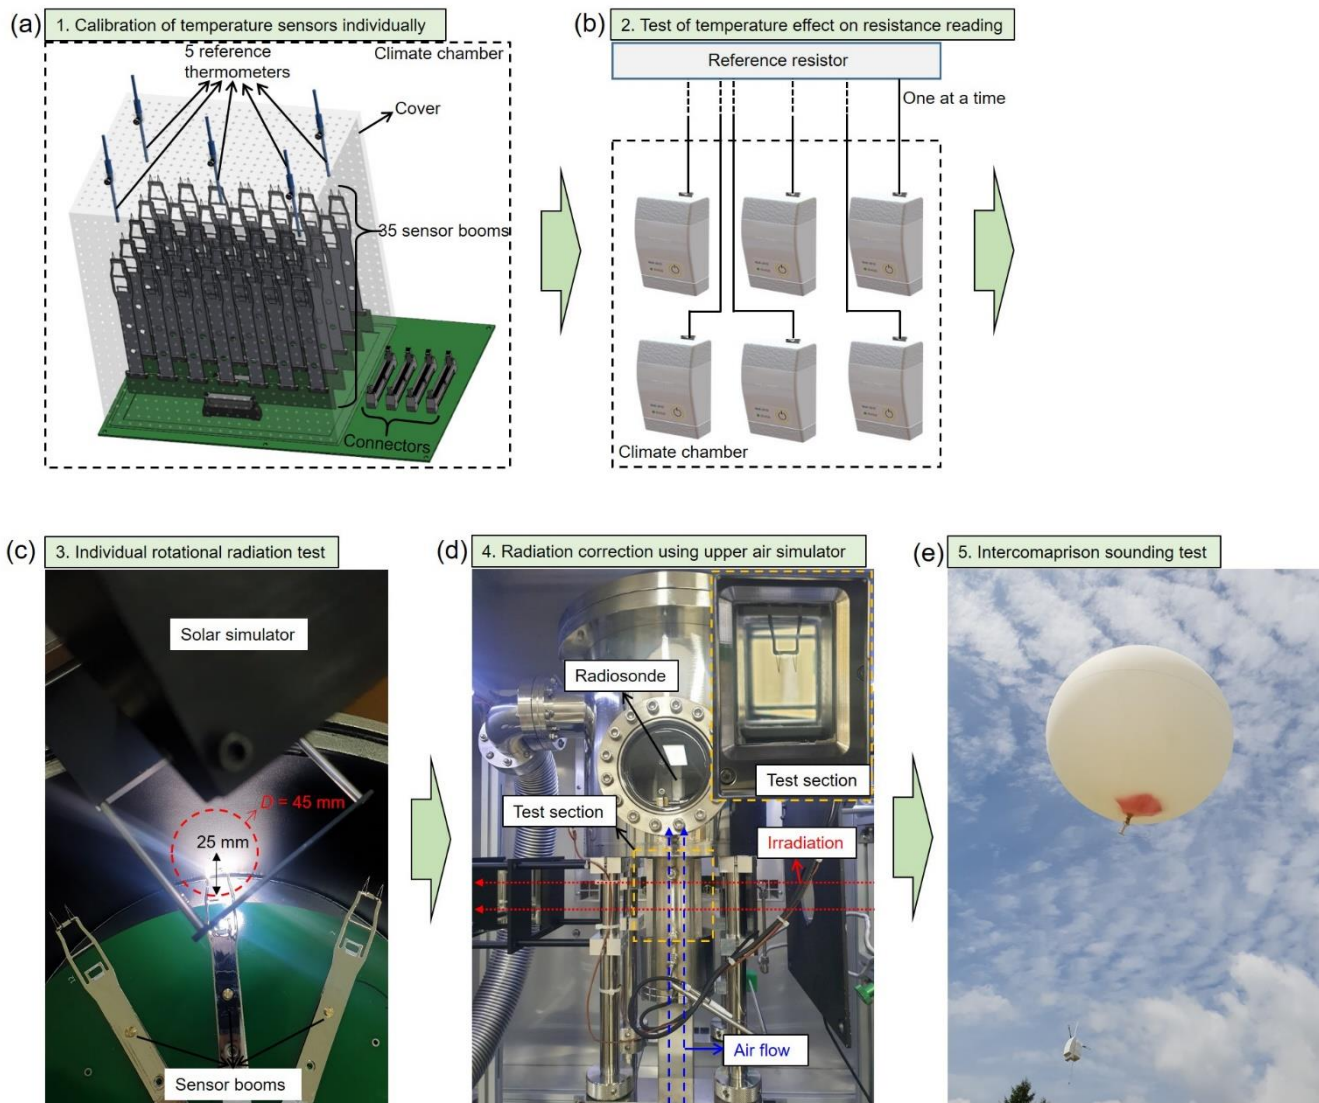 (a)
1. Calibration of temperature sensors individually
5 reference
thermometers
Climate chamber
Cover
35 sensor booms
Connectors
(b)
2. Test of temperature effect on resistance reading
Reference resistor
One at a time
Climate chamber
(c)
3. Individual rotational radiation test
Solar simulator
D = 45 mm
25 mm
Sensor booms
(d)
4. Radiation correction using upper air simulator
Radiosonde
Test section
Test section
Irradiation
Air flow
(e)
5. Intercomaprison sounding test